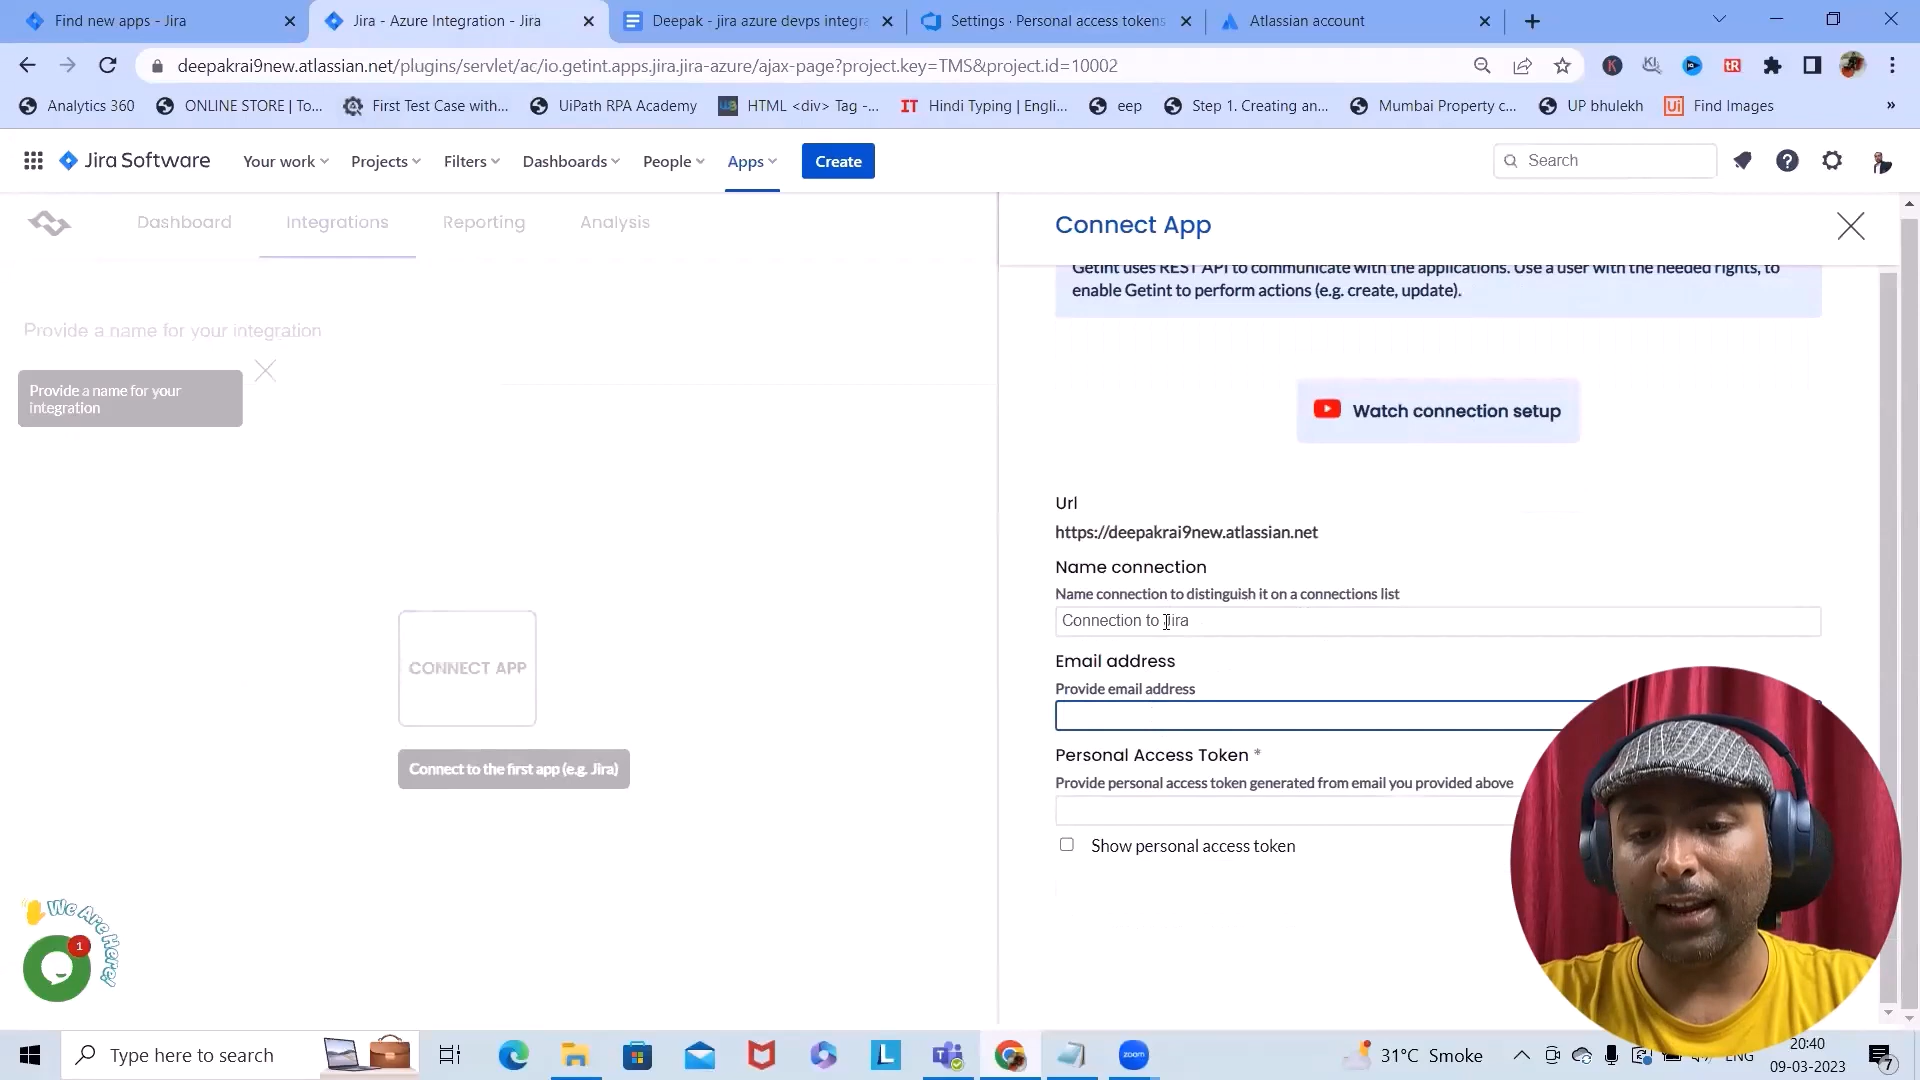 Find new apps - Jira
Jira - Azure Integration - Jira
Deepak - jira azure devps integra
Settings · Personal access tokens
Atlassian account
deepakrai9new.atlassian.net/plugins/servlet/ac/io.getint.apps.jira.jira-azure/ajax-page?project.key=TMS&project.id=10002
Analytics 360
ONLINE STORE | To...
First Test Case with...
UiPath RPA Academy
HTML <div> Tag -...
Hindi Typing | Engli...
eep
Step 1. Creating an...
Mumbai Property c...
UP bhulekh
Find Images
»
Jira Software
Your work
Projects
Filters
Dashboards
People
Apps
Create
Search
Dashboard
Integrations
Reporting
Analysis
Provide a name for your integration
Provide a name for your
integration
CONNECT APP
Connect to the first app (e.g. Jira)
We Are Here!
1
Connect App
Getint uses REST API to communicate with the applications. Use a user with the needed rights, to
enable Getint to perform actions (e.g. create, update).
Watch connection setup
Url
https://deepakrai9new.atlassian.net
Name connection
Name connection to distinguish it on a connections list
Connection to Jira
Email address
Provide email address
Personal Access Token *
Provide personal access token generated from email you provided above
Show personal access token
Type here to search
zoom
31°C Smoke
ENG
20:40
09-03-2023
7